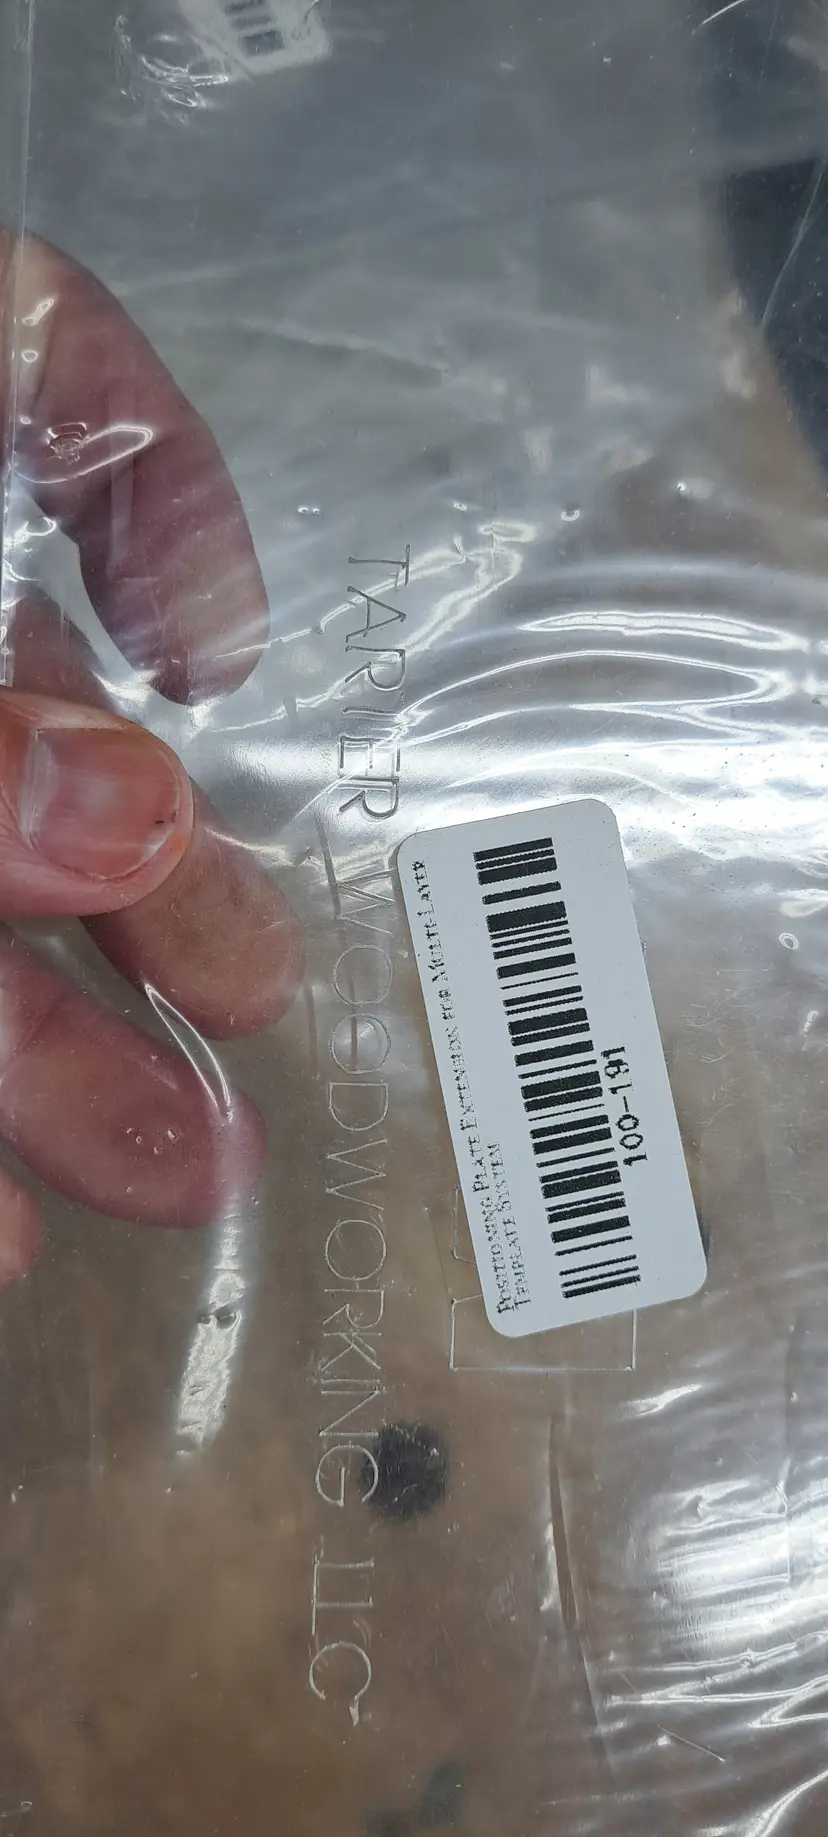 TARTER WOODWORKING LLC
Positioning Plate Extension for Multi-Layer
Template System
100-191